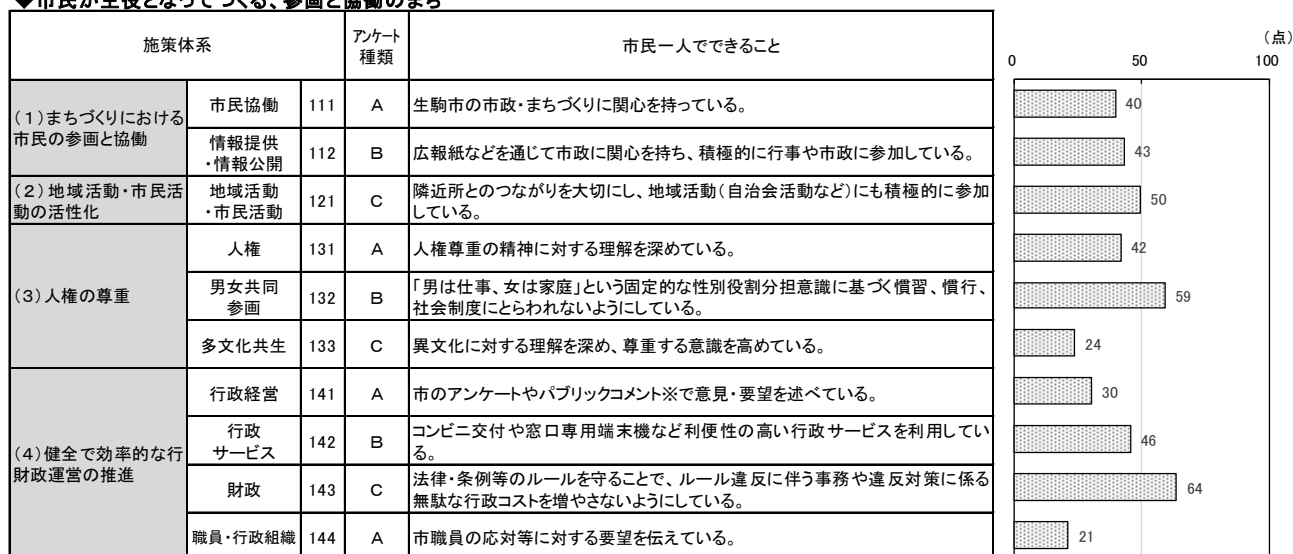 ◆市民が主役となってつくる、参画と協働のまち
施策体系
アンケート
種類
市民一人でできること
(点)
0
50
100
(1)まちづくりにおける
市民の参画と協働
市民協働
111
A
生駒市の市政・まちづくりに関心を持っている。
40
情報提供
・情報公開
112
B
広報紙などを通じて市政に関心を持ち、積極的に行事や市政に参加している。
43
(2)地域活動・市民活
動の活性化
地域活動
・市民活動
121
C
隣近所とのつながりを大切にし、地域活動(自治会活動など)にも積極的に参加
している。
50
(3)人権の尊重
人権
131
A
人権尊重の精神に対する理解を深めている。
42
男女共同
参画
132
B
「男は仕事、女は家庭」という固定的な性別役割分担意識に基づく慣習、慣行、
社会制度にとらわれないようにしている。
59
多文化共生
133
C
異文化に対する理解を深め、尊重する意識を高めている。
24
(4)健全で効率的な行
財政運営の推進
行政経営
141
A
市のアンケートやパブリックコメント※で意見・要望を述べている。
30
行政
サービス
142
B
コンビニ交付や窓口専用端末機など利便性の高い行政サービスを利用してい
る。
46
財政
143
C
法律・条例等のルールを守ることで、ルール違反に伴う事務や違反対策に係る
無駄な行政コストを増やさないようにしている。
64
職員・行政組織
144
A
市職員の応対等に対する要望を伝えている。
21